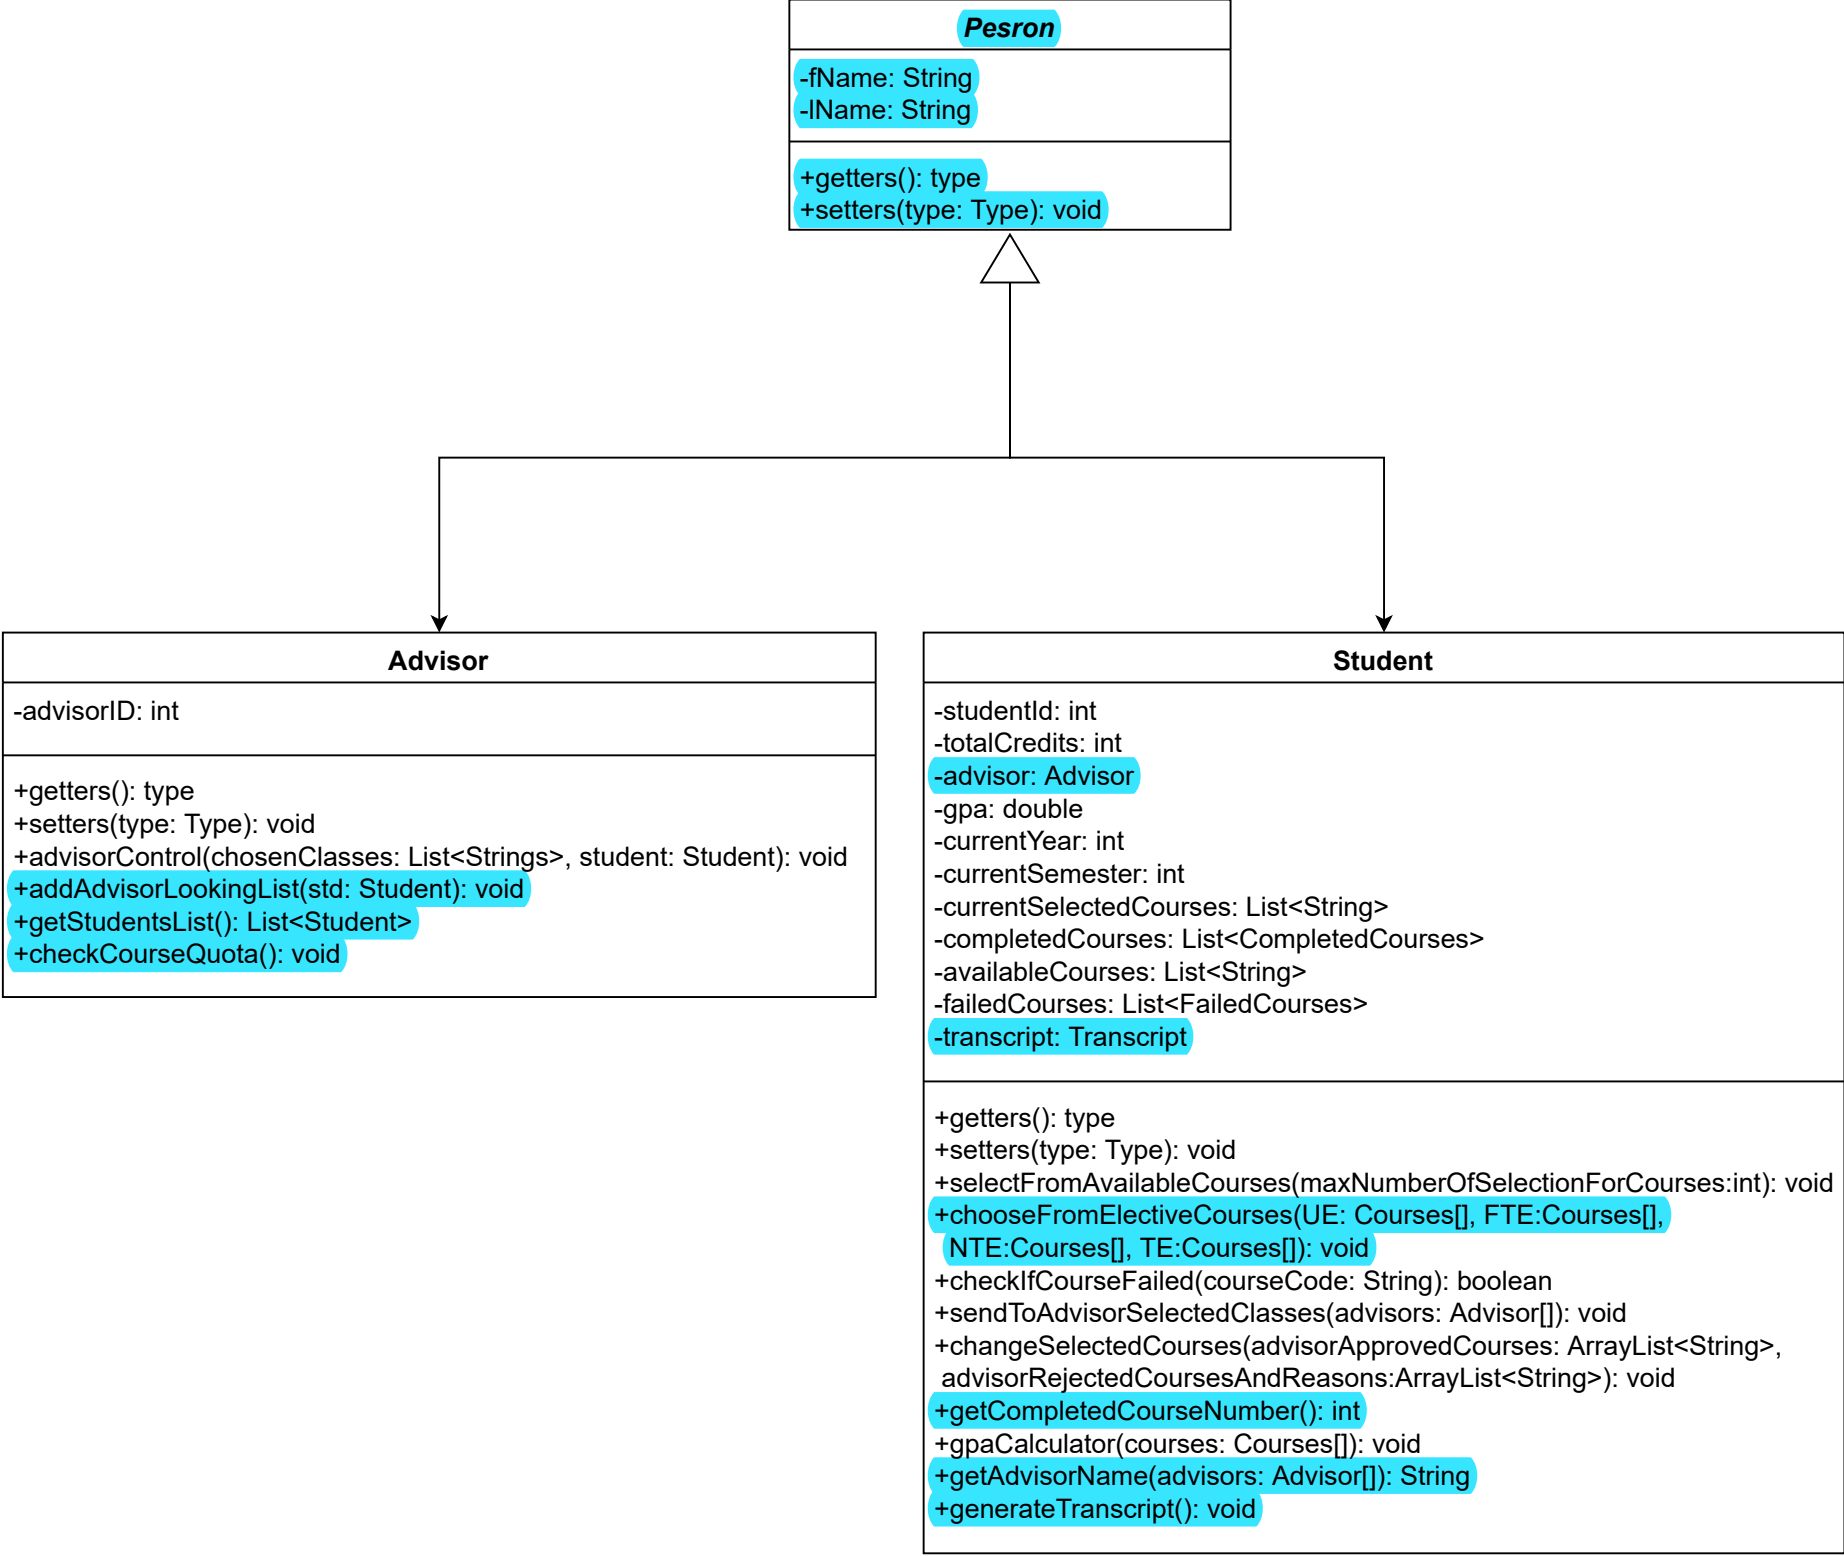 Pesron
-fName: String
-lName: String
+getters(): type
+setters(type: Type): void
Advisor
-advisorID: int
+getters(): type
+setters(type: Type): void
+advisorControl(chosenClasses: List<Strings>, student: Student): void
+addAdvisorLookingList(std: Student): void
+getStudentsList(): List<Student>
+checkCourseQuota(): void
Student
-studentId: int
-totalCredits: int
-advisor: Advisor
-gpa: double
-currentYear: int
-currentSemester: int
-currentSelectedCourses: List<String>
-completedCourses: List<CompletedCourses>
-availableCourses: List<String>
-failedCourses: List<FailedCourses>
-transcript: Transcript
+getters(): type
+setters(type: Type): void
+selectFromAvailableCourses(maxNumberOfSelectionForCourses:int): void
+chooseFromElectiveCourses(UE: Courses[], FTE:Courses[],
NTE:Courses[], TE:Courses[]): void
+checkIfCourseFailed(courseCode: String): boolean
+sendToAdvisorSelectedClasses(advisors: Advisor[]): void
+changeSelectedCourses(advisorApprovedCourses: ArrayList<String>,
advisorRejectedCoursesAndReasons:ArrayList<String>): void
+getCompletedCourseNumber(): int
+gpaCalculator(courses: Courses[]): void
+getAdvisorName(advisors: Advisor[]): String
+generateTranscript(): void